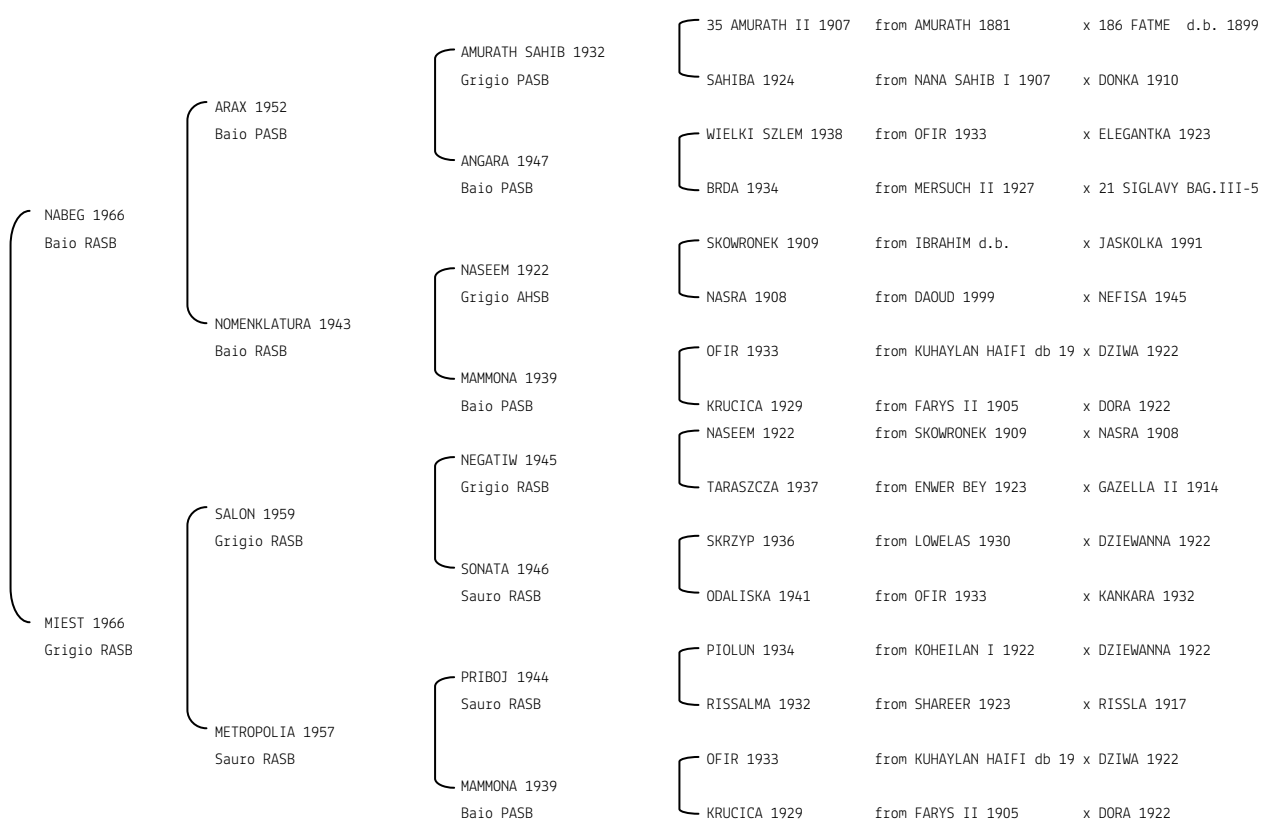 35 AMURATH II 1907 from AMURATH 1881 x 186 FATME d.b. 1899
AMURATH SAHIB 1932
Grigio PASB SAHIBA 1924 from NANA SAHIB I 1907 x DONKA 1910
ARAX 1952
Baio PASB WIELKI SZLEM 1938 from OFIR 1933 x ELEGANTKA 1923
ANGARA 1947
Baio PASB BRDA 1934 from MERSUCH II 1927 x 21 SIGLAVY BAG.III-5
NABEG 1966
Baio RASB SKOWRONEK 1909 from IBRAHIM d.b. x JASKOLKA 1991
NASEEM 1922
Grigio AHSB NASRA 1908 from DAOUD 1999 x NEFISA 1945
NOMENKLATURA 1943
Baio RASB OFIR 1933 from KUHAYLAN HAIFI db 19 x DZIWA 1922
MAMMONA 1939
Baio PASB KRUCICA 1929 from FARYS II 1905 x DORA 1922
NASEEM 1922 from SKOWRONEK 1909 x NASRA 1908
NEGATIW 1945
Grigio RASB TARASZCZA 1937 from ENWER BEY 1923 x GAZELLA II 1914
SALON 1959
Grigio RASB SKRZYP 1936 from LOWELAS 1930 x DZIEWANNA 1922
SONATA 1946
Sauro RASB ODALISKA 1941 from OFIR 1933 x KANKARA 1932
MIEST 1966
Grigio RASB PIOLUN 1934 from KOHEILAN I 1922 x DZIEWANNA 1922
PRIBOJ 1944
Sauro RASB RISSALMA 1932 from SHAREER 1923 x RISSLA 1917
METROPOLIA 1957
Sauro RASB OFIR 1933 from KUHAYLAN HAIFI db 19 x DZIWA 1922
MAMMONA 1939
Baio PASB KRUCICA 1929 from FARYS II 1905 x DORA 1922